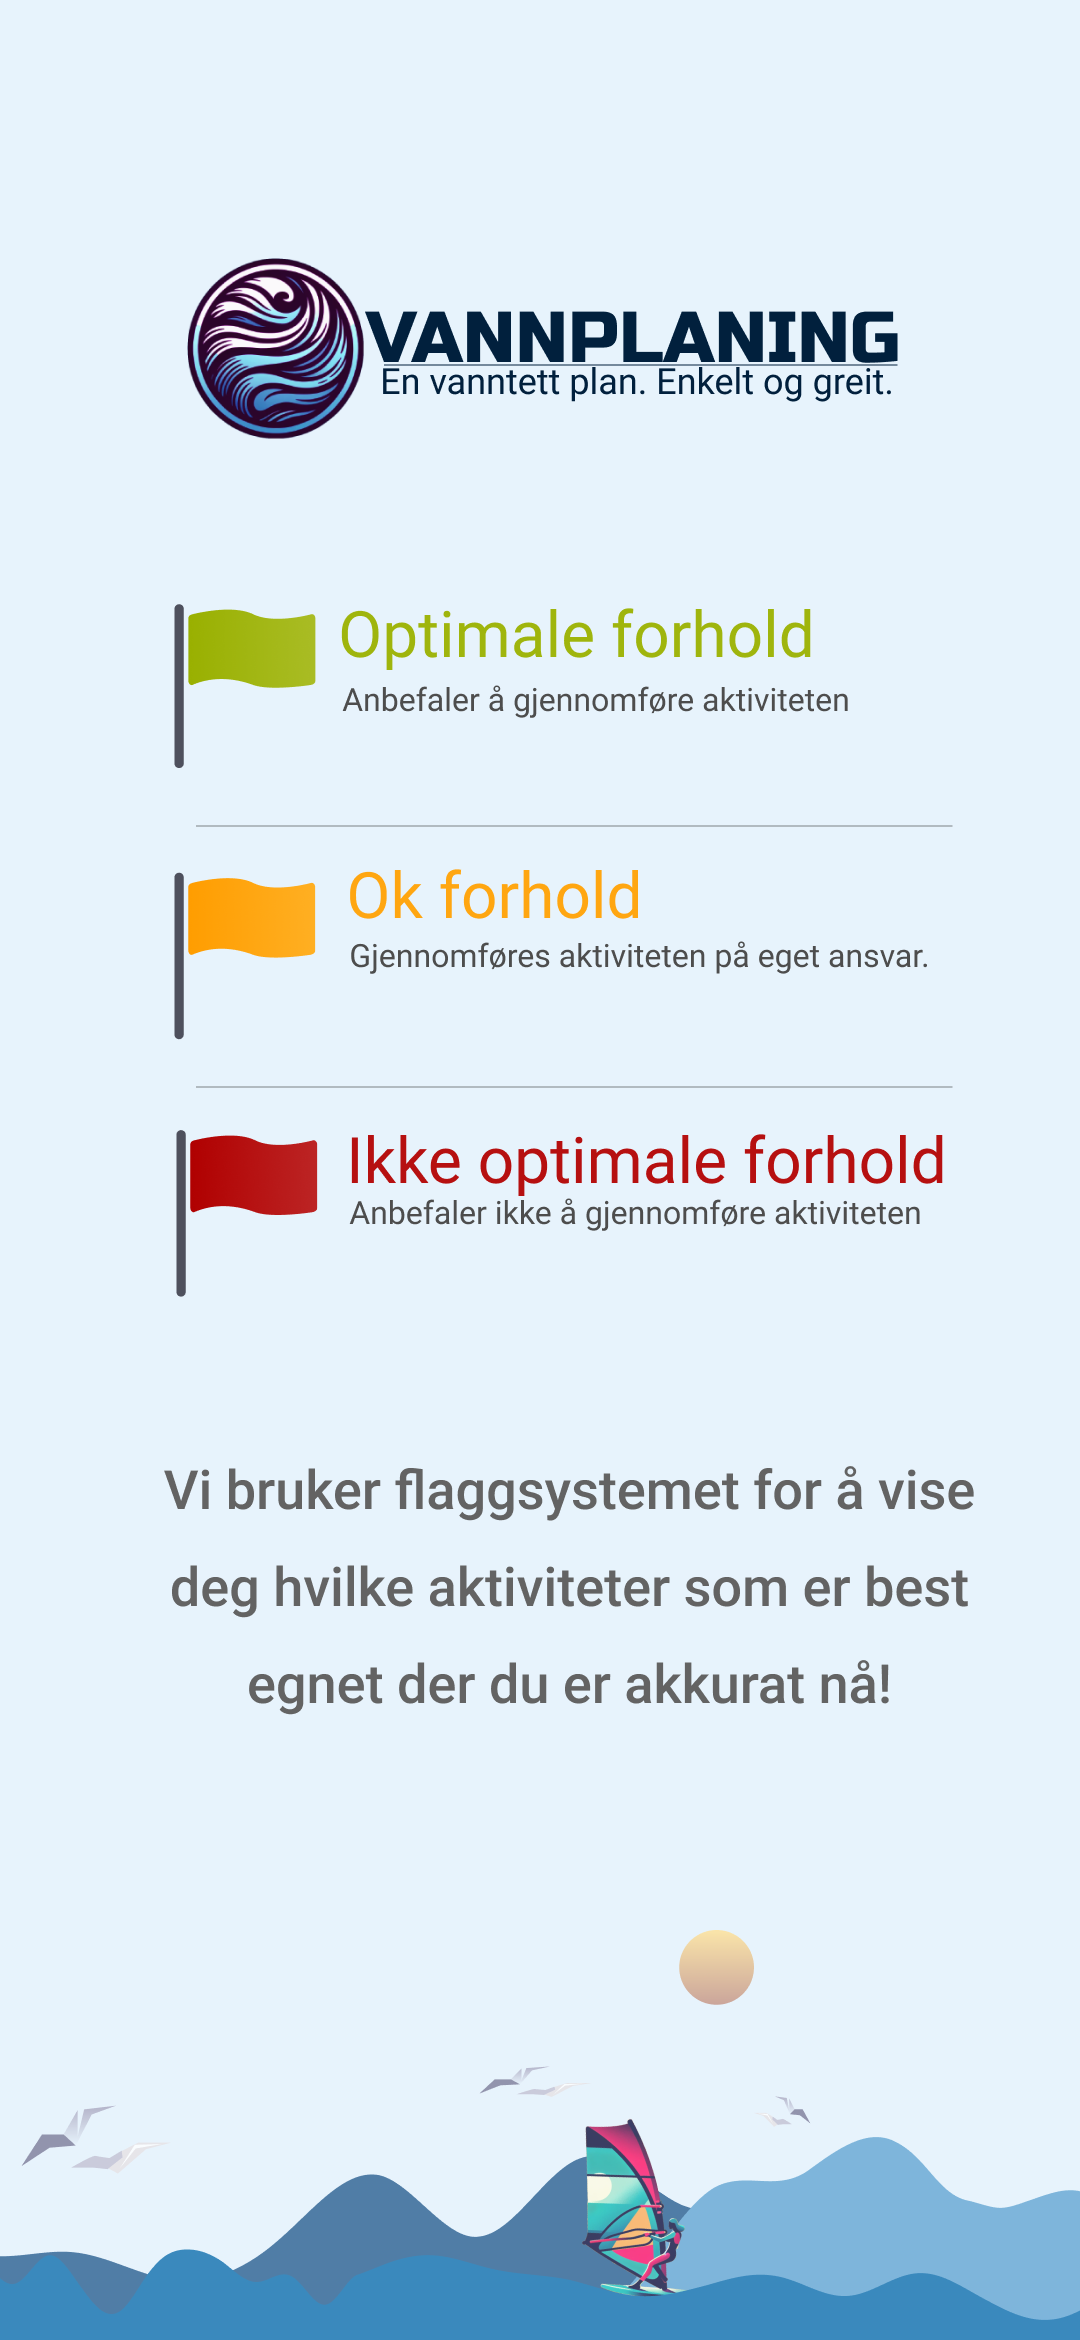 VANNPLANING
En vanntett plan. Enkelt og greit.
Optimale forhold
Anbefaler å gjennomføre aktiviteten
Ok forhold
Gjennomføres aktiviteten på eget ansvar.
Ikke optimale forhold
Anbefaler ikke å gjennomføre aktiviteten
Vi bruker flaggsystemet for å vise
deg hvilke aktiviteter som er best
egnet der du er akkurat nå!